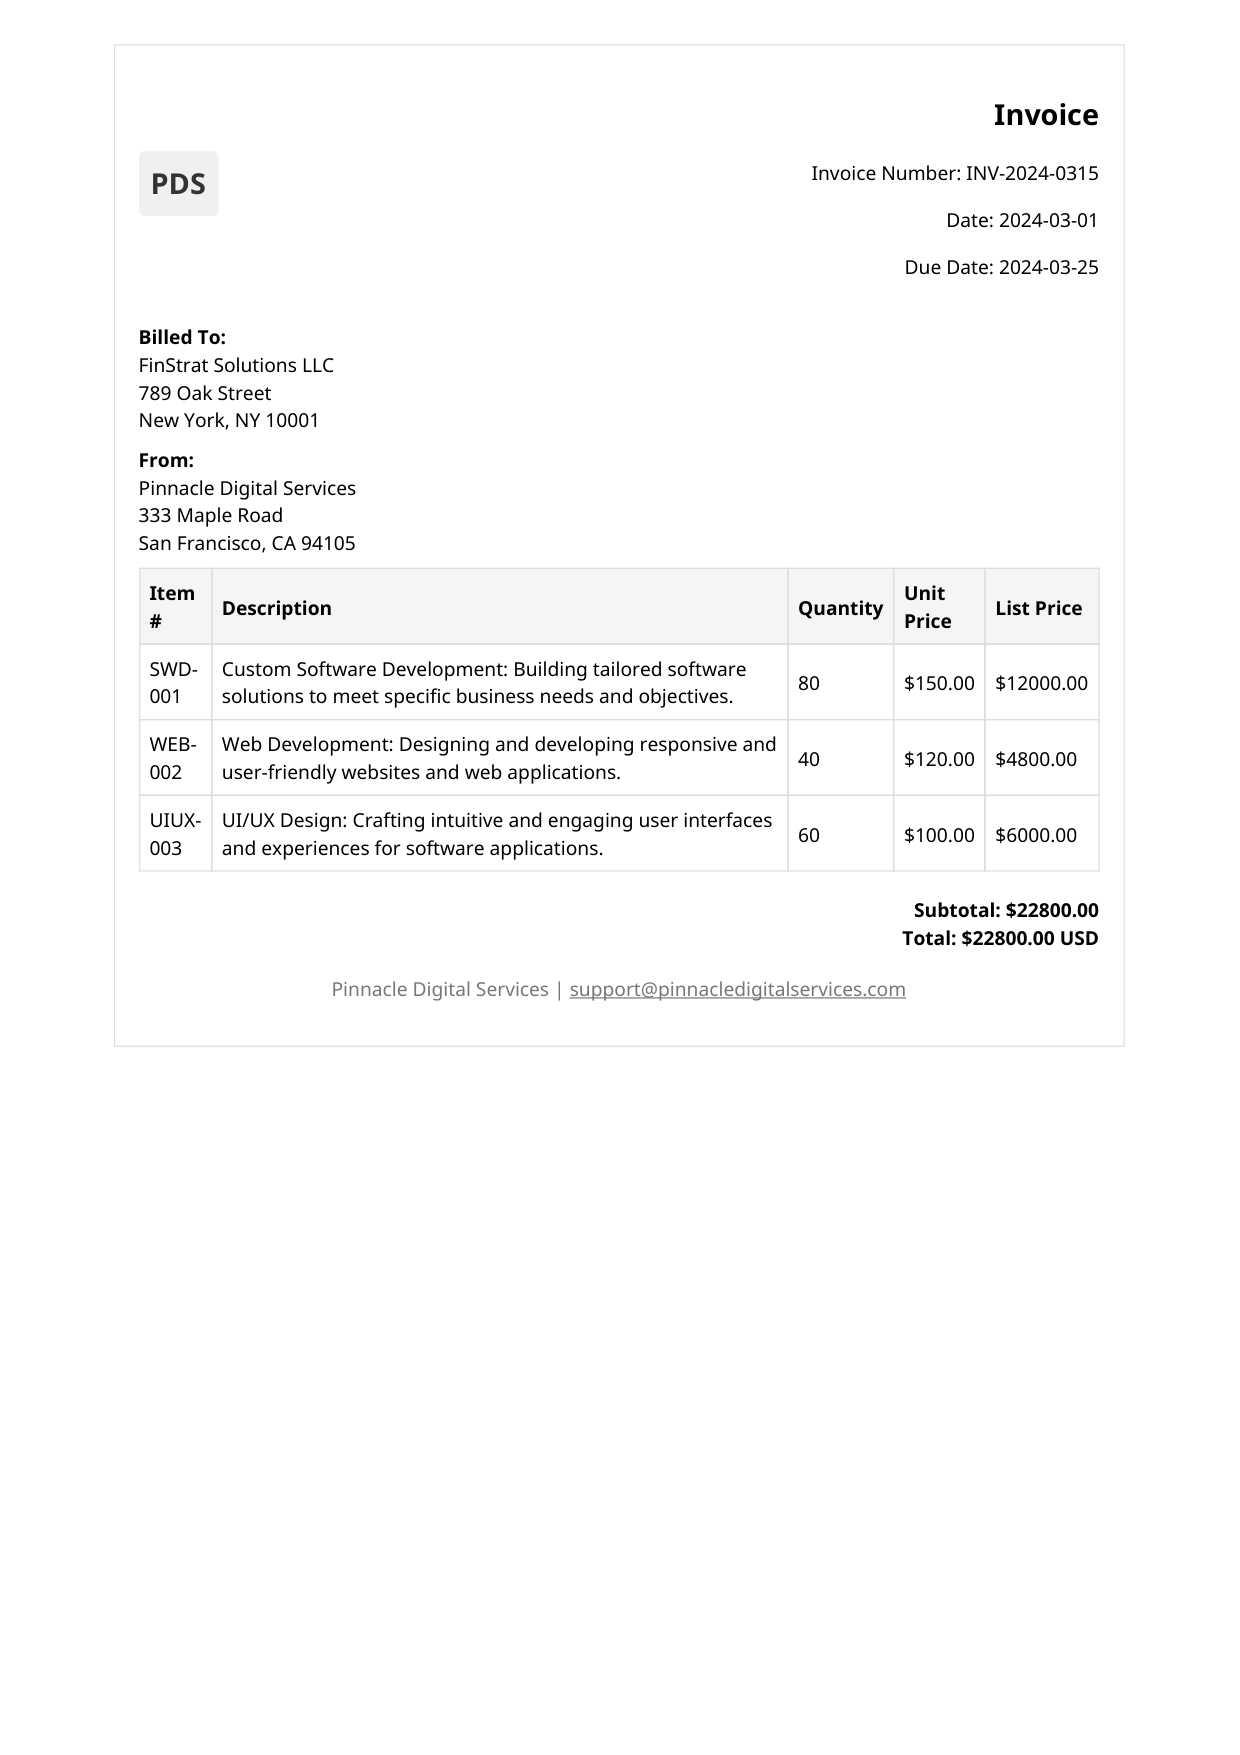 Invoice
PDS
Invoice Number: INV-2024-0315
Date: 2024-03-01
Due Date: 2024-03-25
Billed To:
FinStrat Solutions LLC
789 Oak Street
New York, NY 10001
From:
Pinnacle Digital Services
333 Maple Road
San Francisco, CA 94105
Item
#
Description
Quantity
Unit
Price
List Price
SWD-
001
Custom Software Development: Building tailored software
solutions to meet specific business needs and objectives.
80
$150.00
$12000.00
WEB-
002
Web Development: Designing and developing responsive and
user-friendly websites and web applications.
40
$120.00
$4800.00
UIUX-
003
UI/UX Design: Crafting intuitive and engaging user interfaces
and experiences for software applications.
60
$100.00
$6000.00
Subtotal: $22800.00
Total: $22800.00 USD
Pinnacle Digital Services | support@pinnacledigitalservices.com